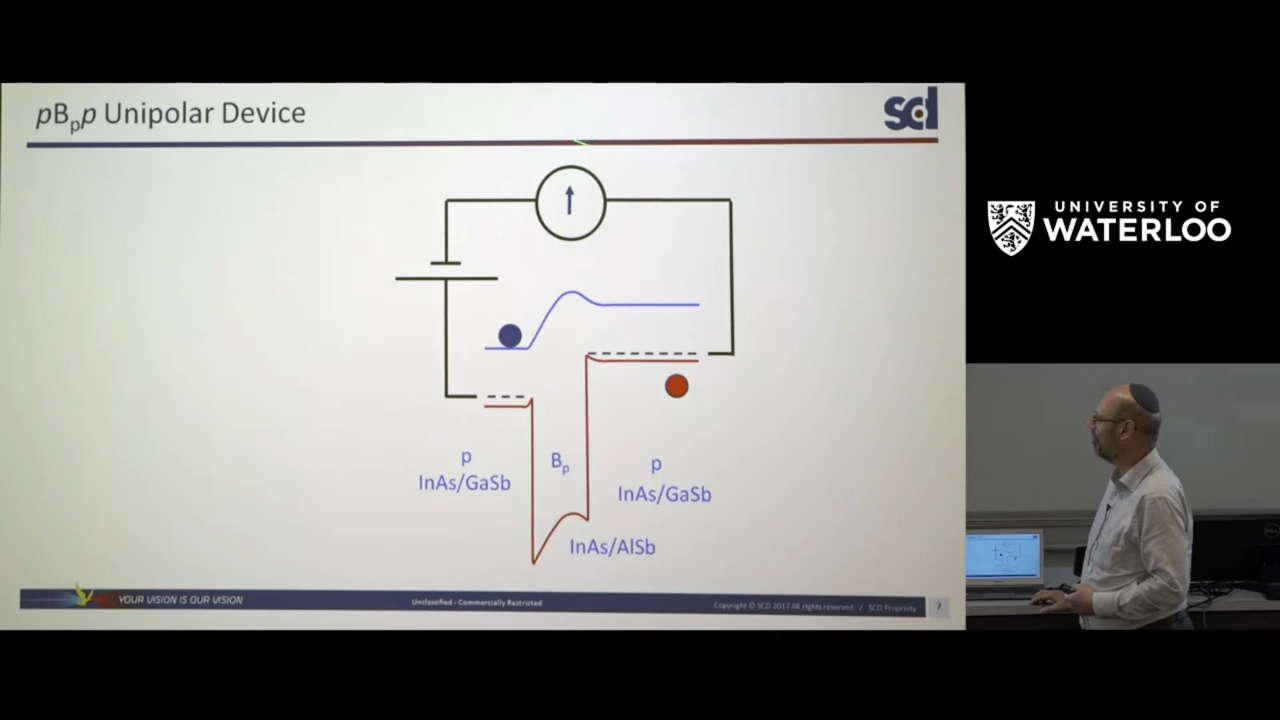 pBpp Unipolar Device
scd
UNIVERSITY OF
WATERLOO
p
InAs/GaSb
Bp
p
InAs/GaSb
InAs/AlSb
YOUR VISION IS OUR VISION
Unclassified - Commercially Restricted
Copyright © SCD 2017 All rights reserved / SCD Propriety
7